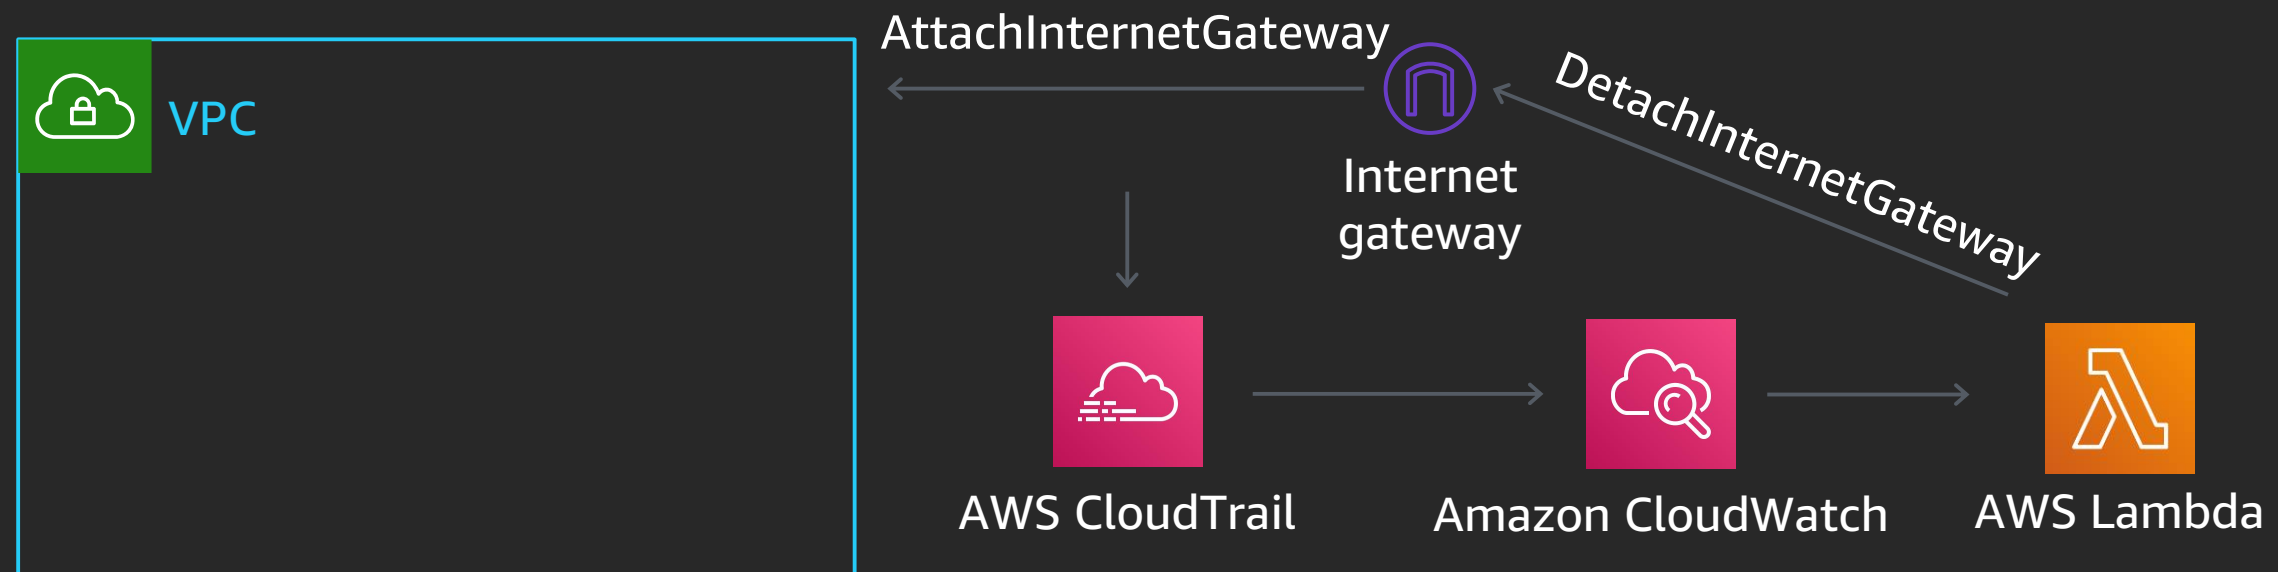 AttachInternetGateway
VPC
DetachInternetGateway
Internet
gateway
AWS CloudTrail
Amazon CloudWatch
AWS Lambda